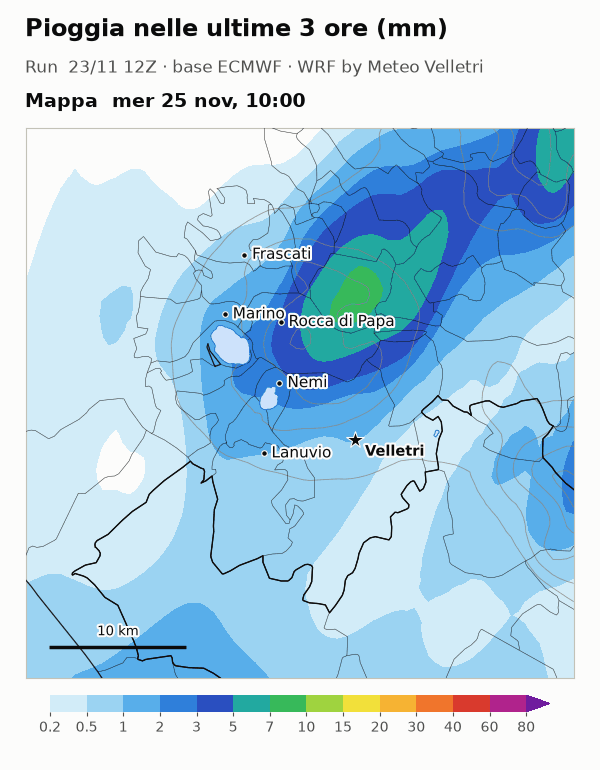 Pioggia nelle ultime 3 ore (mm)
Run 23/11 12Z · base ECMWF · WRF by Meteo Velletri
Mappa mer 25 nov, 10:00
Frascati
Marino
Rocca di Papa
Nemi
Velletri
Lanuvio
10 km
0.2 0.5 1 2 3 5 7 10 15 20 30 40 60 80